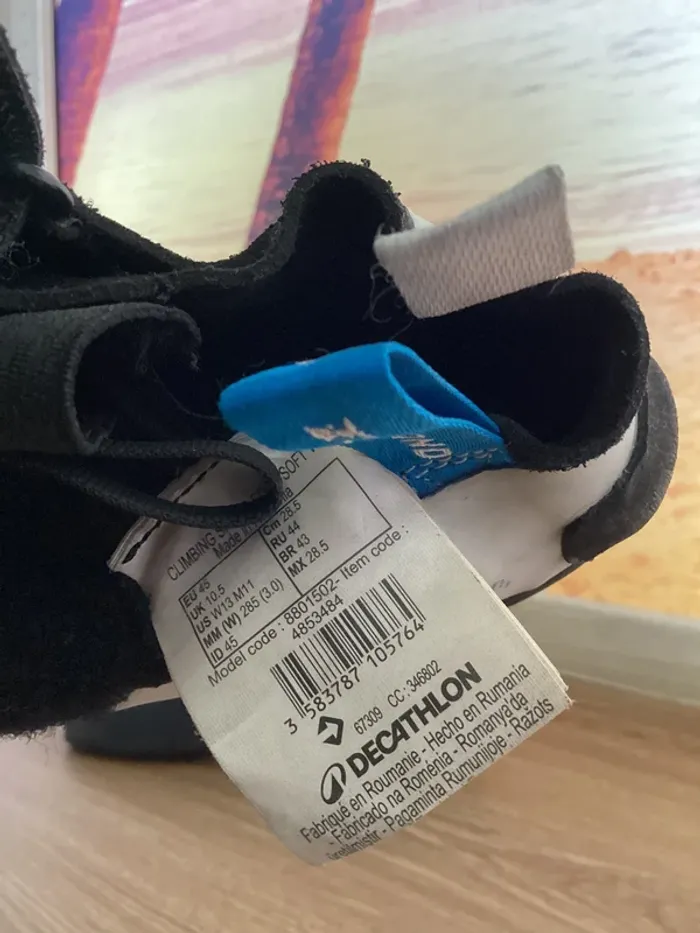 CLIMBING S SOFT
Made
EU 45
UK 10.5
US W13 M11
MM (W) 285 (3.0)
ID 45
Cm 28.5
RU 44
BR 43
MX 28.5
Model code : 8801502- Item code :
4853484
3 583787 105764
67309 CC: 346802
DECATHLON
Fabriqué en Roumanie - Hecho en Rumania
- Fabricado na Roménia - Romanya'da
üretilmiştir - Pagaminta Rumunijoje - Ražots